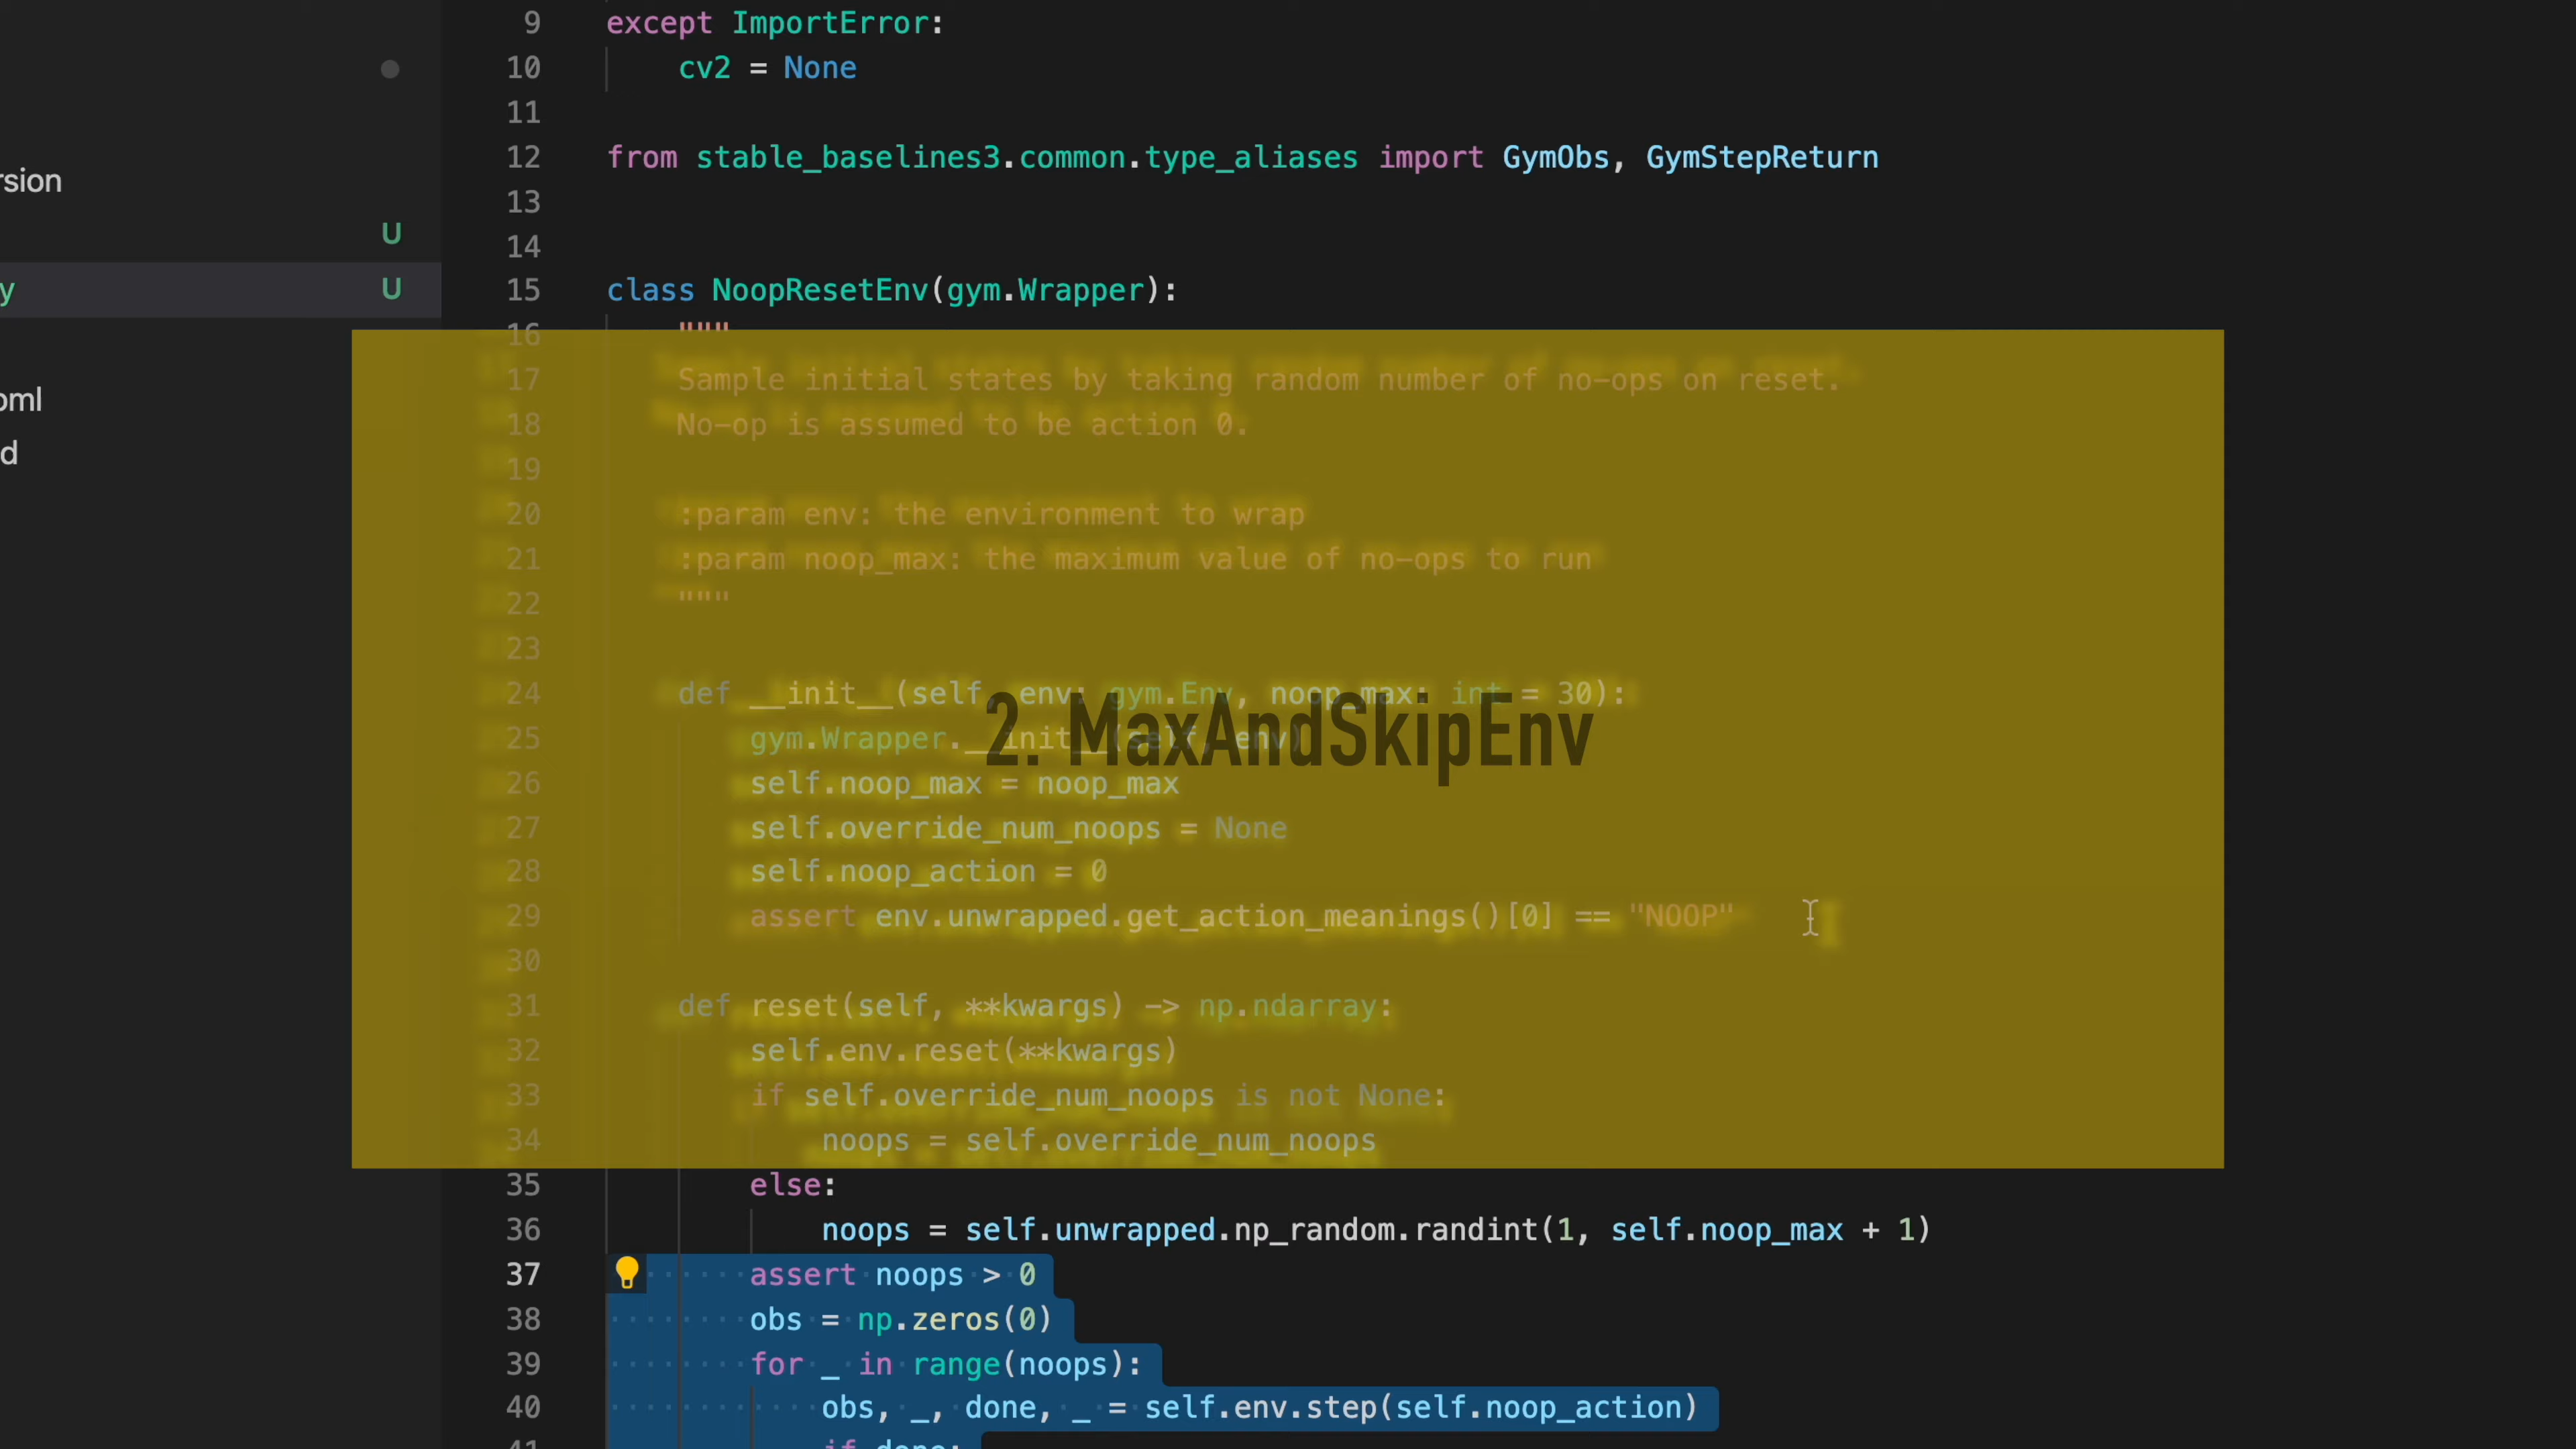 rsion
U
y
U
oml
d
9 except ImportError:
10 cv2 = None
11
12 from stable_baselines3.common.type_aliases import GymObs, GymStepReturn
13
14
15 class NoopResetEnv(gym.Wrapper):
16 """
17 Sample initial states by taking random number of no-ops on reset.
18 No-op is assumed to be action 0.
19
20 :param env: the environment to wrap
21 :param noop_max: the maximum value of no-ops to run
22 """
23
24 def __init__(self, env: gym.Env, noop_max: int = 30):
25 gym.Wrapper.__init__(self, env)
2. MaxAndSkipEnv
26 self.noop_max = noop_max
27 self.override_num_noops = None
28 self.noop_action = 0
29 assert env.unwrapped.get_action_meanings()[0] == "NOOP"
30
31 def reset(self, **kwargs) -> np.ndarray:
32 self.env.reset(**kwargs)
33 if self.override_num_noops is not None:
34 noops = self.override_num_noops
35 else:
36 noops = self.unwrapped.np_random.randint(1, self.noop_max + 1)
37 assert noops > 0
38 obs = np.zeros(0)
39 for _ in range(noops):
40 obs, _, done, _ = self.env.step(self.noop_action)
41 if done: